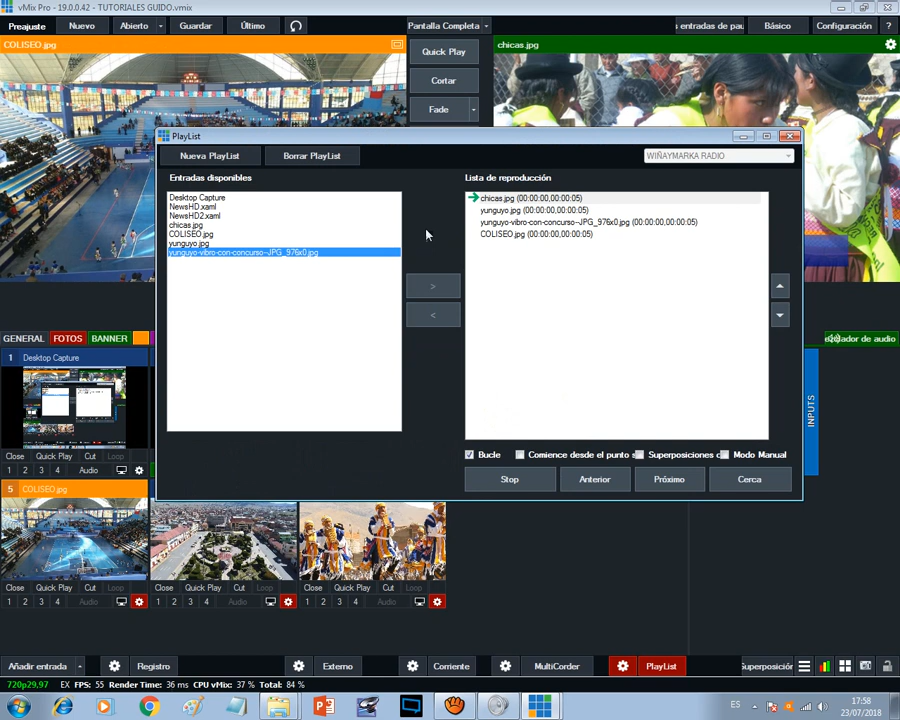 vMix Pro - 19.0.0.42 - TUTORIALES GUIDO.vmix
Preajuste Nuevo Abierto Guardar Último Pantalla Completa s entradas de pau Básico Configuración ?
COLISEO.jpg
Quick Play
Cortar
Fade
chicas.jpg
PlayList
Nueva PlayList Borrar PlayList WIÑAYMARKA RADIO
Entradas disponibles
Desktop Capture
NewsHD.xaml
NewsHD2.xaml
chicas.jpg
COLISEO.jpg
yunguyo.jpg
yunguyo-vibro-con-concurso--JPG_976x0.jpg
>
<
Lista de reproducción
chicas.jpg (00:00:00,00:00:05)
yunguyo.jpg (00:00:00,00:00:05)
yunguyo-vibro-con-concurso--JPG_976x0.jpg (00:00:00,00:00:05)
COLISEO.jpg (00:00:00,00:00:05)
Bucle Comience desde el punto Superposiciones Modo Manual
Stop Anterior Próximo Cerca
GENERAL FOTOS BANNER
de audio
INPUTS
1 Desktop Capture
Close Quick Play Cut Loop
1 2 3 4 Audio
5 COLISEO.jpg
Close Quick Play Cut Loop
1 2 3 4 Audio
Close Quick Play Cut Loop
1 2 3 4 Audio
Close Quick Play Cut Loop
1 2 3 4 Audio
Añadir entrada Registro Externo Corriente MultiCorder PlayList Superposición
720p29,97 EX FPS: 55 Render Time: 36 ms CPU vMix: 37 % Total: 84 %
ES 17:58
23/07/2018